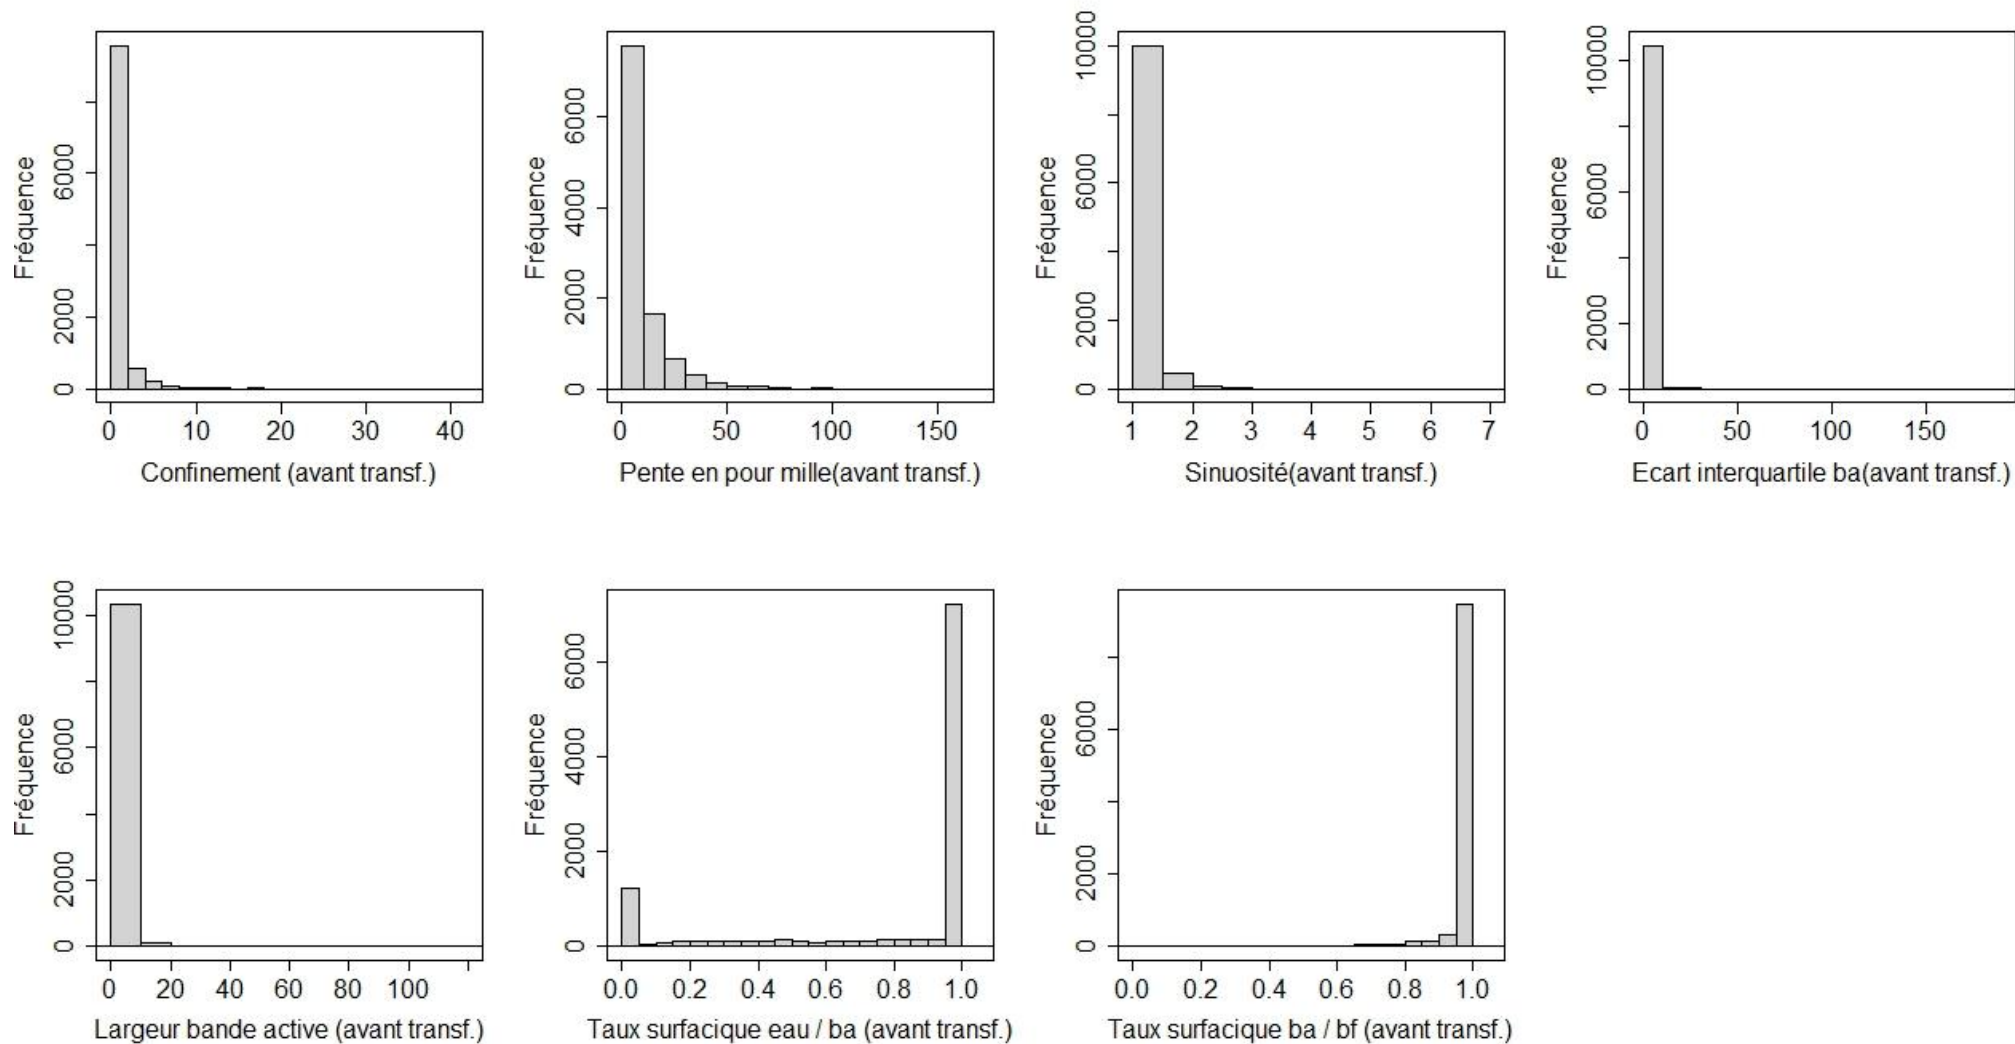 Fréquence
0
2000
6000
0 10 20 30 40
Confinement (avant transf.)
Fréquence
0
2000
4000
6000
0 50 100 150
Pente en pour mille(avant transf.)
Fréquence
0
2000
6000
10000
1 2 3 4 5 6 7
Sinuosité(avant transf.)
Fréquence
0
2000
6000
10000
0 50 100 150
Ecart interquartile ba(avant transf.)
Fréquence
0
2000
6000
10000
0 20 40 60 80 100
Largeur bande active (avant transf.)
Fréquence
0
2000
4000
6000
0.0 0.2 0.4 0.6 0.8 1.0
Taux surfacique eau / ba (avant transf.)
Fréquence
0
2000
6000
0.0 0.2 0.4 0.6 0.8 1.0
Taux surfacique ba / bf (avant transf.)